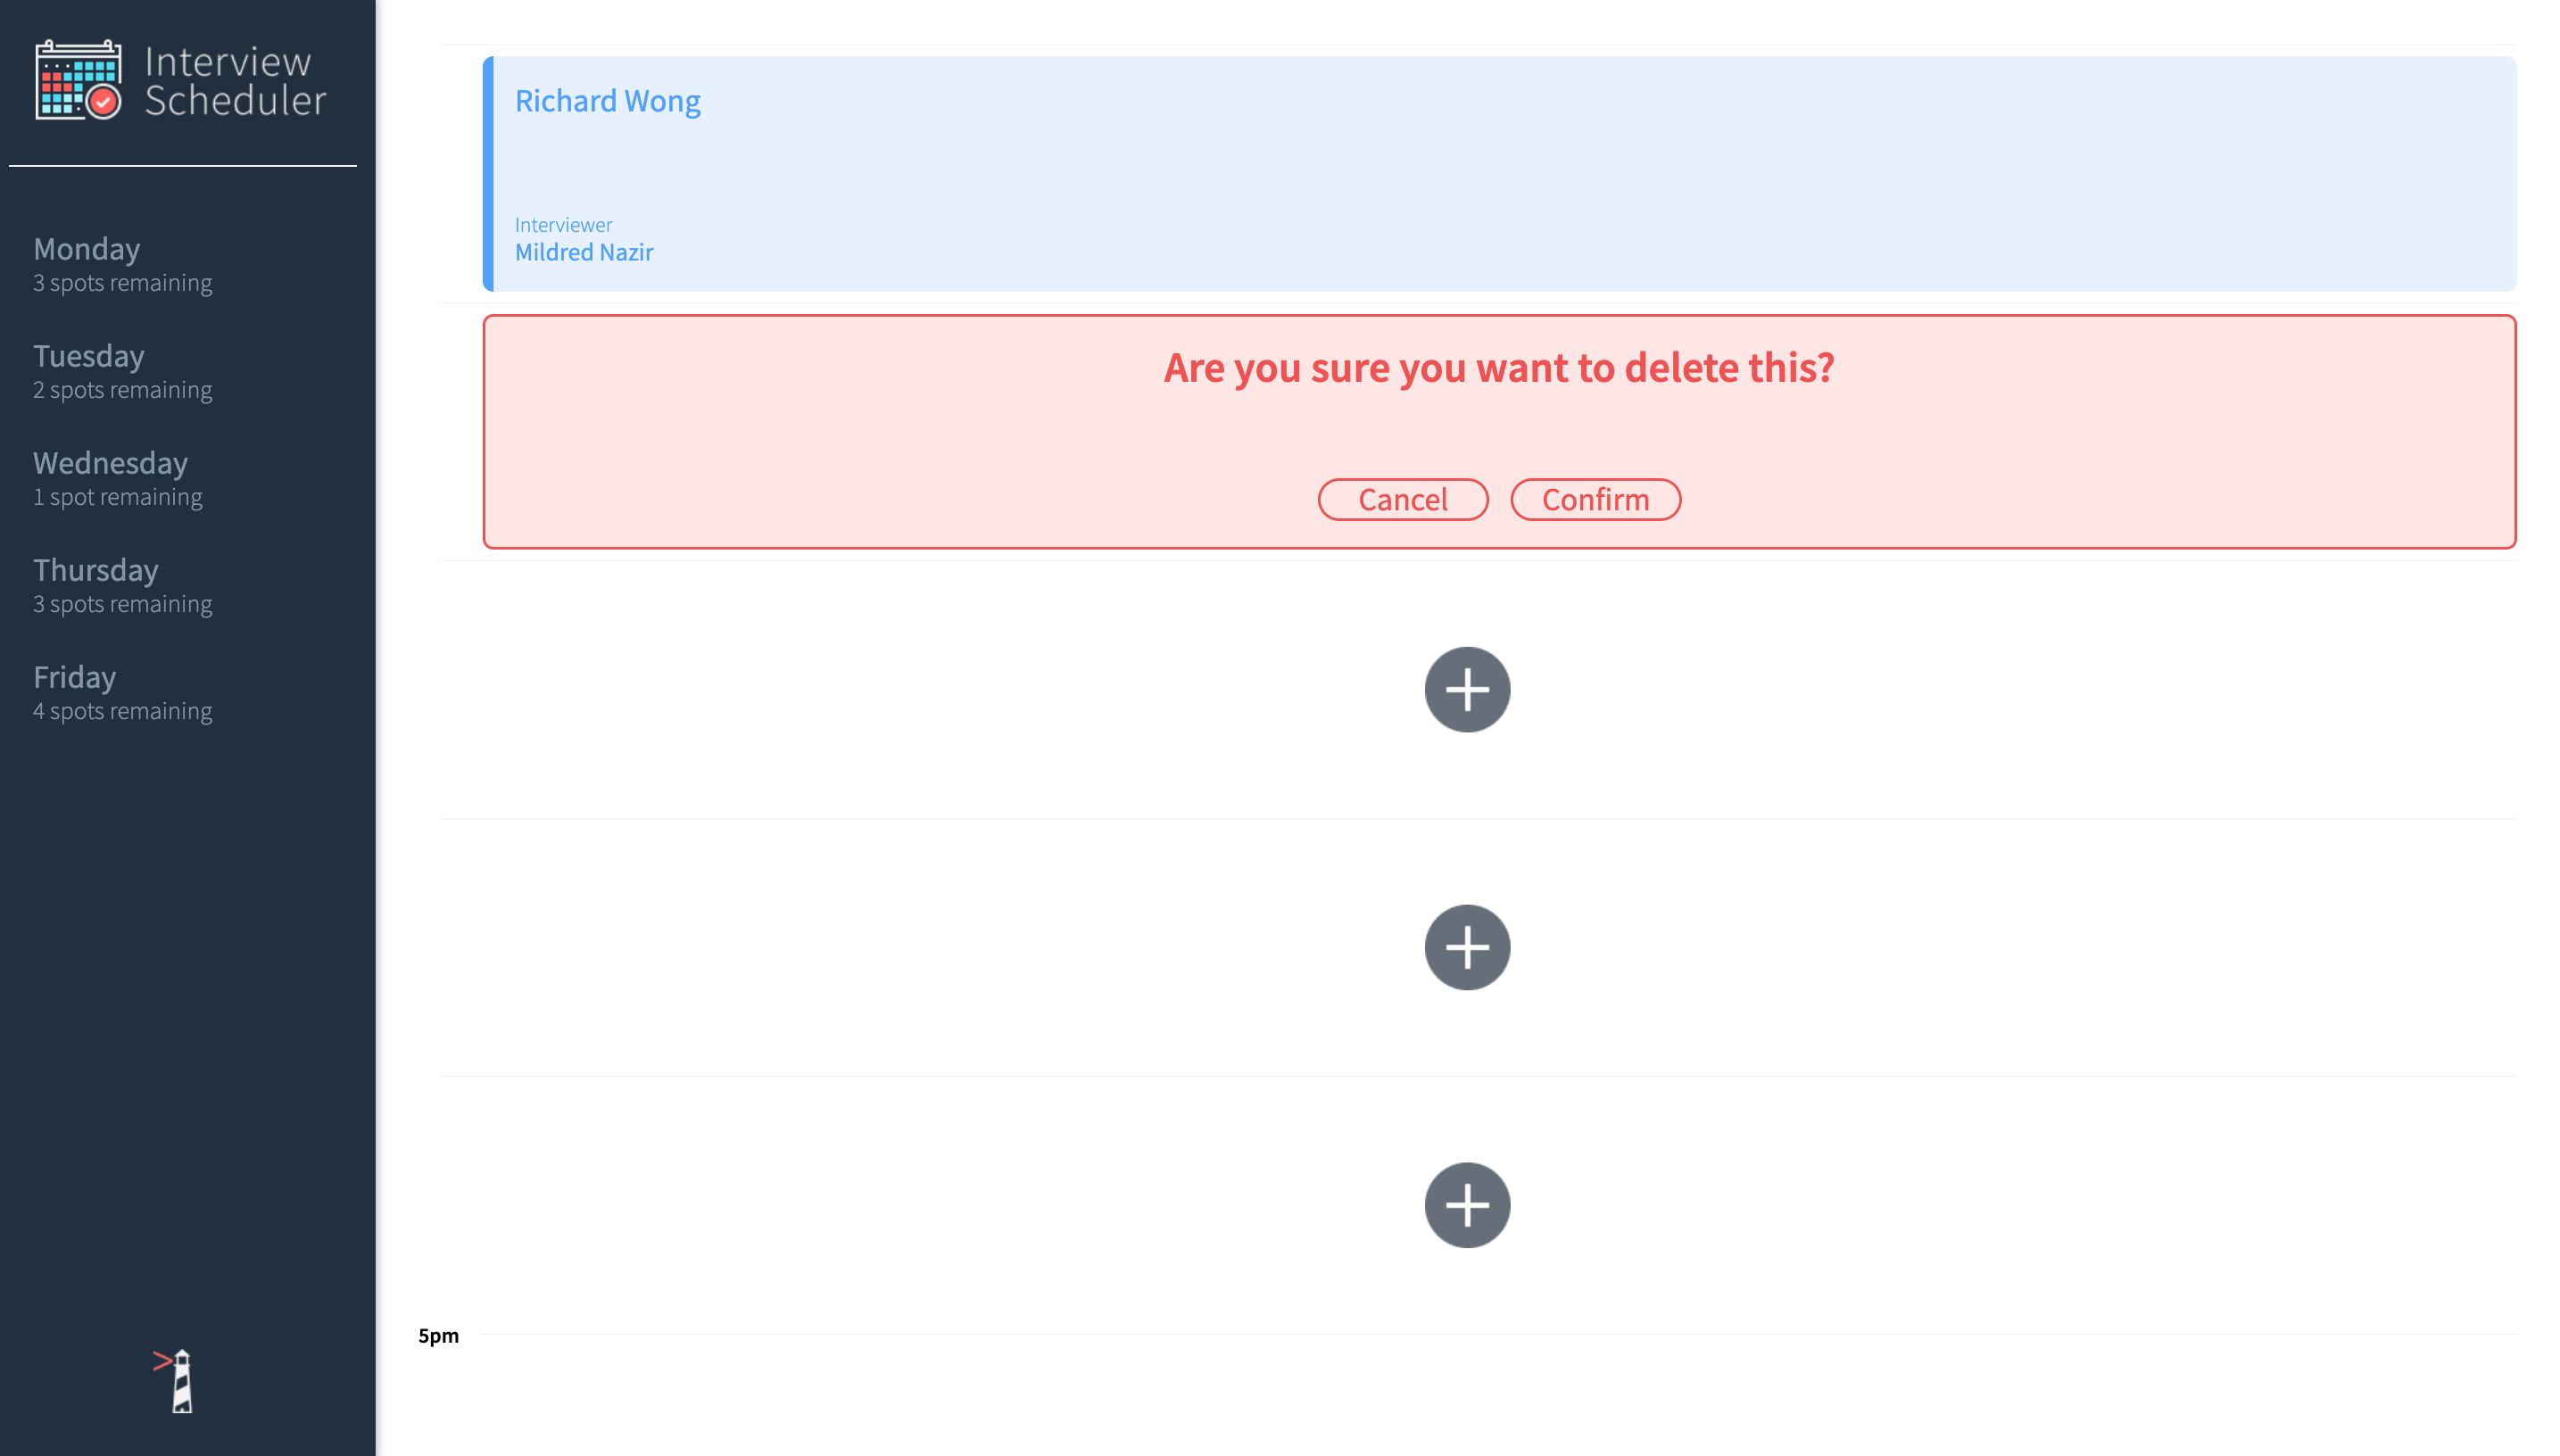 Interview
Scheduler
Monday
3 spots remaining
Tuesday
2 spots remaining
Wednesday
1 spot remaining
Thursday
3 spots remaining
Friday
4 spots remaining
Richard Wong
Interviewer
Mildred Nazir
Are you sure you want to delete this?
Cancel Confirm
5pm